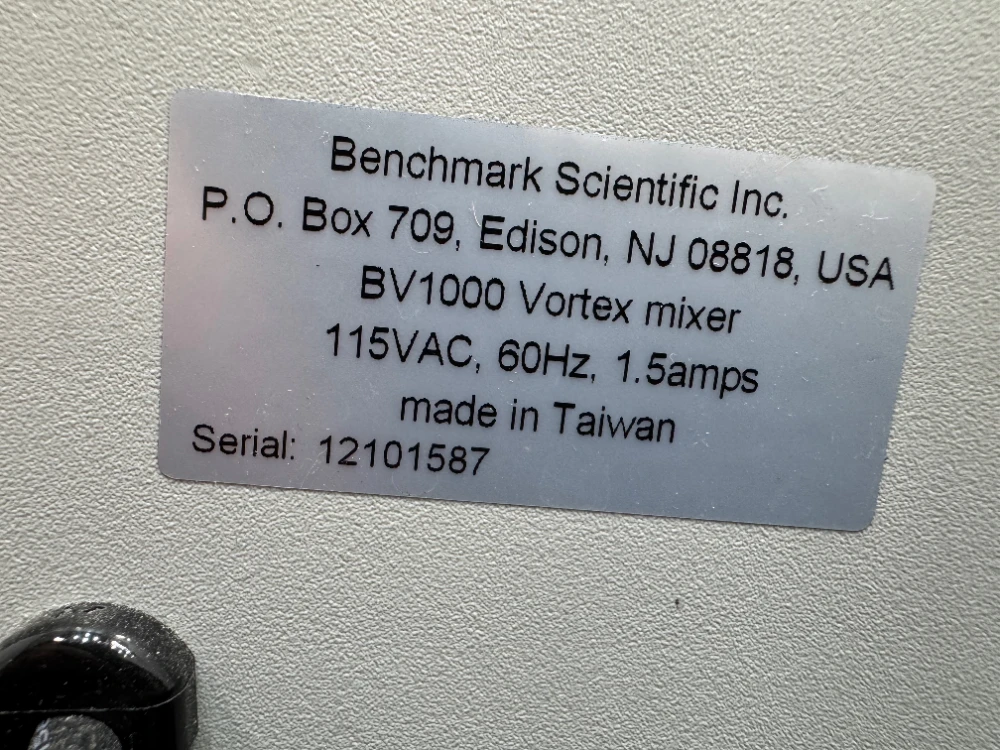 Benchmark Scientific Inc.
P.O. Box 709, Edison, NJ 08818, USA
BV1000 Vortex mixer
115VAC, 60Hz, 1.5amps
made in Taiwan
Serial: 12101587